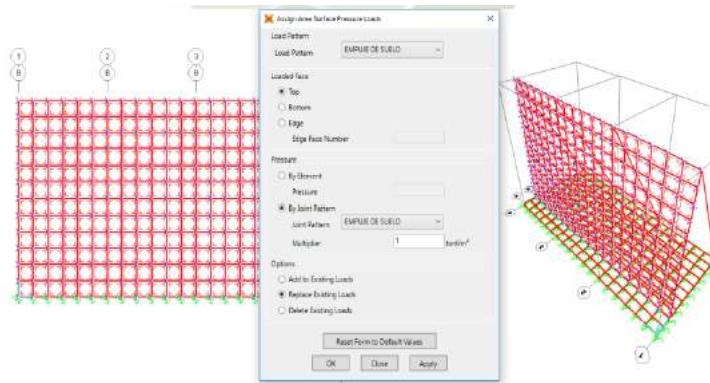 Assign Area Surface Pressure Loads
Load Pattern
Load Pattern EMPUJE DE SUELO
Loaded Face
Top
Bottom
Edge
Edge Face Number
Pressure
By Element
Pressure
By Joint Pattern
Joint Pattern EMPUJE DE SUELO
Multiplier 1 tonf/m²
Options
Add to Existing Loads
Replace Existing Loads
Delete Existing Loads
Reset Form to Default Values
OK Close Apply
1 2 3
B B B